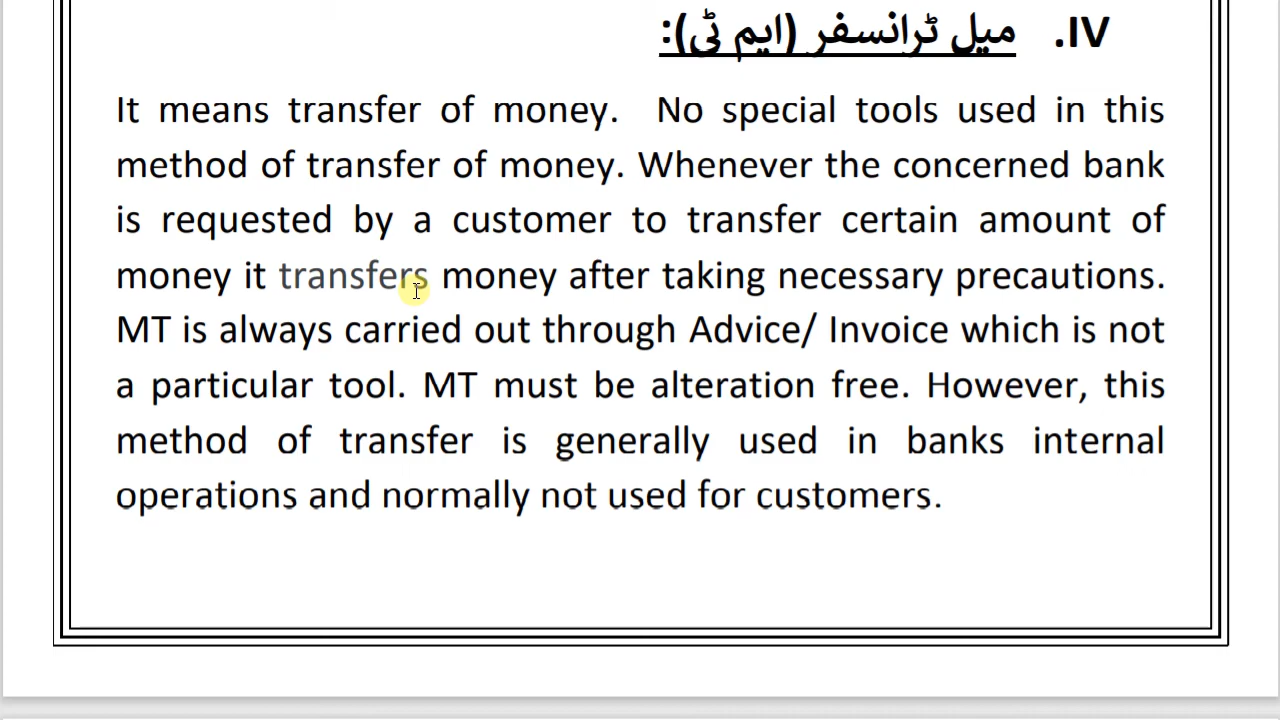 IV. میل ٹرانسفر (ایم ٹی):
It means transfer of money. No special tools used in this
method of transfer of money. Whenever the concerned bank
is requested by a customer to transfer certain amount of
money it transfers money after taking necessary precautions.
MT is always carried out through Advice/ Invoice which is not
a particular tool. MT must be alteration free. However, this
method of transfer is generally used in banks internal
operations and normally not used for customers.